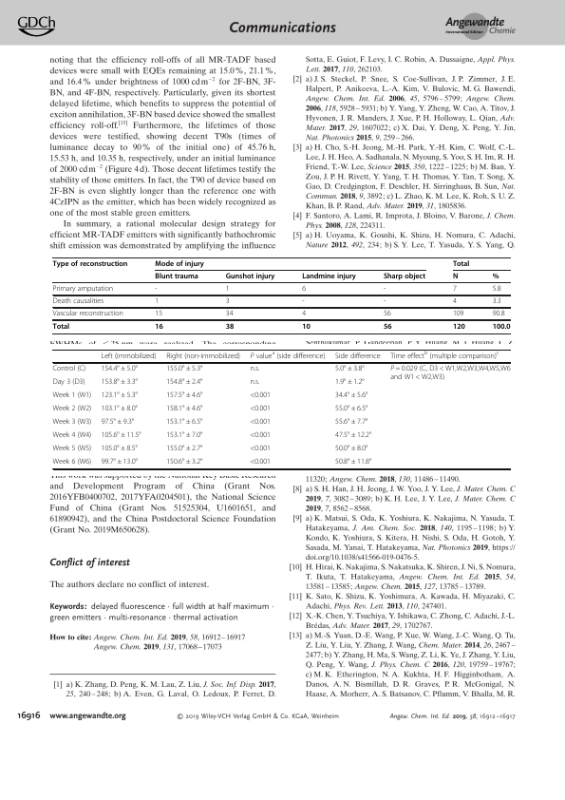 GDCh
Communications
Angewandte
International Edition
Chemie
noting that the efficiency roll-offs of all MR-TADF based
devices were small with EQEs remaining at 15.0%, 21.1%,
and 16.4% under brightness of 1000 cd m−2 for 2F-BN, 3F-
BN, and 4F-BN, respectively. Particularly, given its shortest
delayed lifetime, which benefits to suppress the potential of
exciton annihilation, 3F-BN based device showed the smallest
efficiency roll-off.[19] Furthermore, the lifetimes of those
devices were testified, showing decent T90s (times of
luminance decay to 90% of the initial one) of 45.76 h,
15.53 h, and 10.35 h, respectively, under an initial luminance
of 2000 cd m−2 (Figure 4 d). Those decent lifetimes testify the
stability of those emitters. In fact, the T90 of device based on
2F-BN is even slightly longer than the reference one with
4CzIPN as the emitter, which has been widely recognized as
one of the most stable green emitters.
In summary, a rational molecular design strategy for
efficient MR-TADF emitters with significantly bathochromic
shift emission was demonstrated by amplifying the influence
Sotta, E. Guiot, F. Levy, I. C. Robin, A. Dussaigne, Appl. Phys.
Lett. 2017, 110, 262103.
[2] a) J. S. Steckel, P. Snee, S. Coe-Sullivan, J. P. Zimmer, J. E.
Halpert, P. Anikeeva, L.-A. Kim, V. Bulovic, M. G. Bawendi,
Angew. Chem. Int. Ed. 2006, 45, 5796–5799; Angew. Chem.
2006, 118, 5928–5931; b) Y. Yang, Y. Zheng, W. Cao, A. Titov, J.
Hyvonen, J. R. Manders, J. Xue, P. H. Holloway, L. Qian, Adv.
Mater. 2017, 29, 1607022; c) X. Dai, Y. Deng, X. Peng, Y. Jin,
Nat. Photonics 2015, 9, 259–266.
[3] a) H. Cho, S.-H. Jeong, M.-H. Park, Y.-H. Kim, C. Wolf, C.-L.
Lee, J. H. Heo, A. Sadhanala, N. Myoung, S. Yoo, S. H. Im, R. H.
Friend, T.-W. Lee, Science 2015, 350, 1222–1225; b) M. Ban, Y.
Zou, J. P. H. Rivett, Y. Yang, T. H. Thomas, Y. Tan, T. Song, X.
Gao, D. Credgington, F. Deschler, H. Sirringhaus, B. Sun, Nat.
Commun. 2018, 9, 3892; c) L. Zhao, K. M. Lee, K. Roh, S. U. Z.
Khan, B. P. Rand, Adv. Mater. 2019, 31, 1805836.
[4] F. Santoro, A. Lami, R. Improta, J. Bloino, V. Barone, J. Chem.
Phys. 2008, 128, 224311.
[5] a) H. Uoyama, K. Goushi, K. Shizu, H. Nomura, C. Adachi,
Nature 2012, 492, 234; b) S. Y. Lee, T. Yasuda, Y. S. Yang, Q.
Type of reconstruction Mode of injury Total
Blunt trauma Gunshot injury Landmine injury Sharp object N %
Primary amputation - 1 6 - 7 5.8
Death causalities 1 3 - - 4 3.3
Vascular reconstruction 15 34 4 56 109 90.8
Total 16 38 10 56 120 100.0
Left (immobilized) Right (non-immobilized) P valueb (side difference) Side difference Time effectb (multiple comparison)c
Control (C) 154.4° ± 5.0° 155.0° ± 5.3° n.s. 5.0° ± 3.8° P = 0.029 (C, D3 < W1,W2,W3,W4,W5,W6
and W1 < W2,W3)
Day 3 (D3) 153.8° ± 3.3° 154.8° ± 2.4° n.s. 1.9° ± 1.2°
Week 1 (W1) 123.1° ± 5.3° 157.5° ± 4.6° <0.001 34.4° ± 5.6°
Week 2 (W2) 103.1° ± 8.0° 158.1° ± 4.6° <0.001 55.0° ± 6.5°
Week 3 (W3) 97.5° ± 9.3° 153.1° ± 6.5° <0.001 55.6° ± 7.7°
Week 4 (W4) 105.6° ± 11.5° 153.1° ± 7.0° <0.001 47.5° ± 12.2°
Week 5 (W5) 105.0° ± 8.5° 155.0° ± 2.7° <0.001 50.0° ± 8.0°
Week 6 (W6) 99.7° ± 13.0° 150.6° ± 3.2° <0.001 50.8° ± 11.8°
This work was supported by the National Key Basic Research
and Development Program of China (Grant Nos.
2016YFB0400702, 2017YFA0204501), the National Science
Fund of China (Grant Nos. 51525304, U1601651, and
61890942), and the China Postdoctoral Science Foundation
(Grant No. 2019M650628).
Conflict of interest
The authors declare no conflict of interest.
Keywords: delayed fluorescence · full width at half maximum ·
green emitters · multi-resonance · thermal activation
How to cite: Angew. Chem. Int. Ed. 2019, 58, 16912–16917
Angew. Chem. 2019, 131, 17068–17073
[1] a) K. Zhang, D. Peng, K. M. Lau, Z. Liu, J. Soc. Inf. Disp. 2017,
25, 240–248; b) A. Even, G. Laval, O. Ledoux, P. Ferret, D.
11320; Angew. Chem. 2018, 130, 11486–11490.
[8] a) S. H. Han, J. H. Jeong, J. W. Yoo, J. Y. Lee, J. Mater. Chem. C
2019, 7, 3082–3089; b) K. H. Lee, J. Y. Lee, J. Mater. Chem. C
2019, 7, 8562–8568.
[9] a) K. Matsui, S. Oda, K. Yoshiura, K. Nakajima, N. Yasuda, T.
Hatakeyama, J. Am. Chem. Soc. 2018, 140, 1195–1198; b) Y.
Kondo, K. Yoshiura, S. Kitera, H. Nishi, S. Oda, H. Gotoh, Y.
Sasada, M. Yanai, T. Hatakeyama, Nat. Photonics 2019, https://
doi.org/10.1038/s41566-019-0476-5.
[10] H. Hirai, K. Nakajima, S. Nakatsuka, K. Shiren, J. Ni, S. Nomura,
T. Ikuta, T. Hatakeyama, Angew. Chem. Int. Ed. 2015, 54,
13581–13585; Angew. Chem. 2015, 127, 13785–13789.
[11] K. Sato, K. Shizu, K. Yoshimura, A. Kawada, H. Miyazaki, C.
Adachi, Phys. Rev. Lett. 2013, 110, 247401.
[12] X.-K. Chen, Y. Tsuchiya, Y. Ishikawa, C. Zhong, C. Adachi, J.-L.
Brédas, Adv. Mater. 2017, 29, 1702767.
[13] a) M.-S. Yuan, D.-E. Wang, P. Xue, W. Wang, J.-C. Wang, Q. Tu,
Z. Liu, Y. Liu, Y. Zhang, J. Wang, Chem. Mater. 2014, 26, 2467–
2477; b) Y. Zhang, H. Ma, S. Wang, Z. Li, K. Ye, J. Zhang, Y. Liu,
Q. Peng, Y. Wang, J. Phys. Chem. C 2016, 120, 19759–19767;
c) M. K. Etherington, N. A. Kukhta, H. F. Higginbotham, A.
Danos, A. N. Bismillah, D. R. Graves, P. R. McGonigal, N.
Haase, A. Morherr, A. S. Batsanov, C. Pflumm, V. Bhalla, M. R.
16916 www.angewandte.org
© 2019 Wiley-VCH Verlag GmbH & Co. KGaA, Weinheim
Angew. Chem. Int. Ed. 2019, 58, 16912–16917